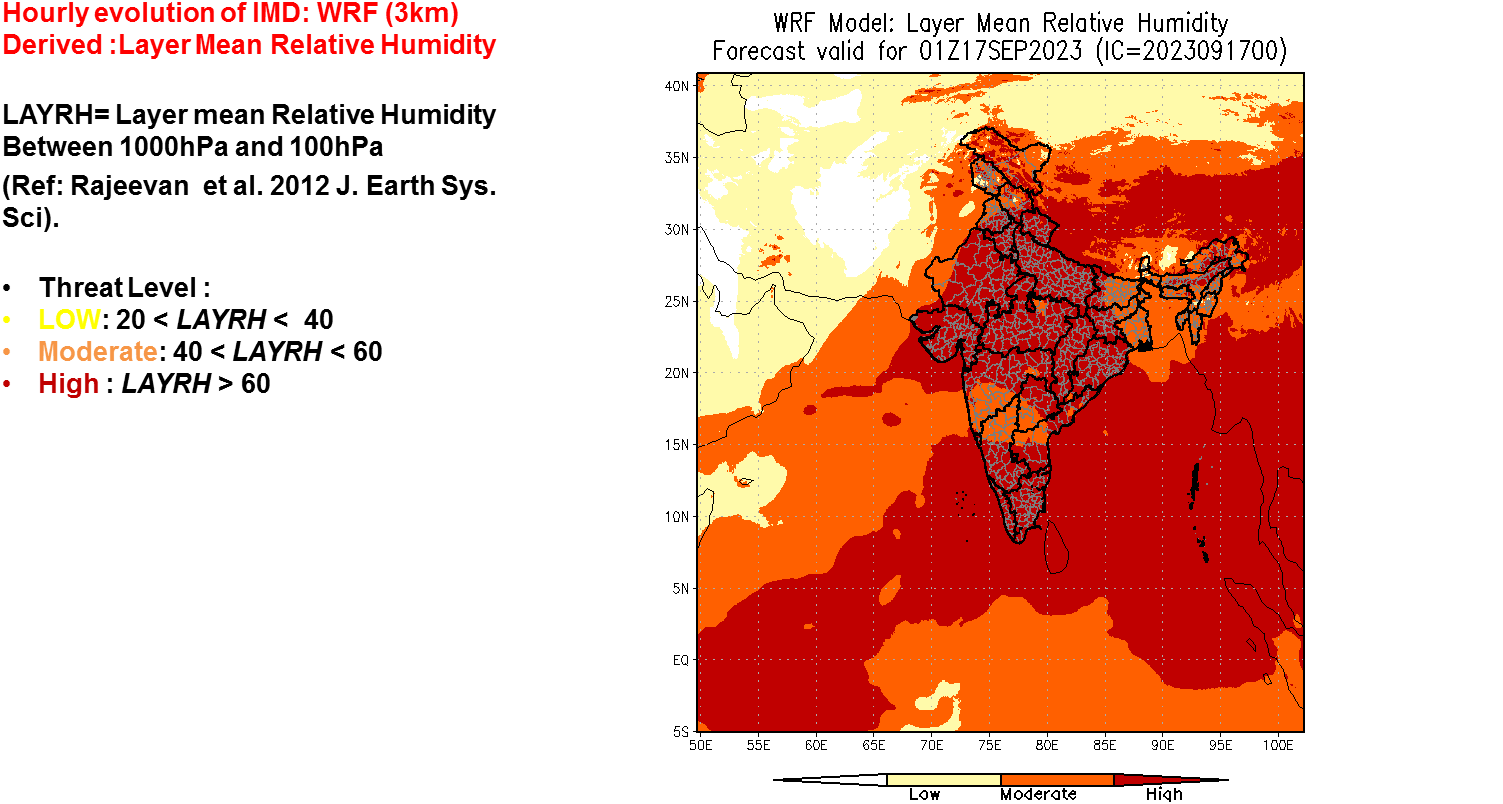 Hourly evolution of IMD: WRF (3km)
Derived :Layer Mean Relative Humidity
LAYRH= Layer mean Relative Humidity
Between 1000hPa and 100hPa
(Ref: Rajeevan et al. 2012 J. Earth Sys.
Sci).
• Threat Level :
• LOW: 20 < LAYRH < 40
• Moderate: 40 < LAYRH < 60
• High : LAYRH > 60
WRF Model: Layer Mean Relative Humidity
Forecast valid for 01Z17SEP2023 (IC=2023091700)
40N
35N
30N
25N
20N
15N
10N
5N
EQ
5S
50E 55E 60E 65E 70E 75E 80E 85E 90E 95E 100E
Low Moderate High